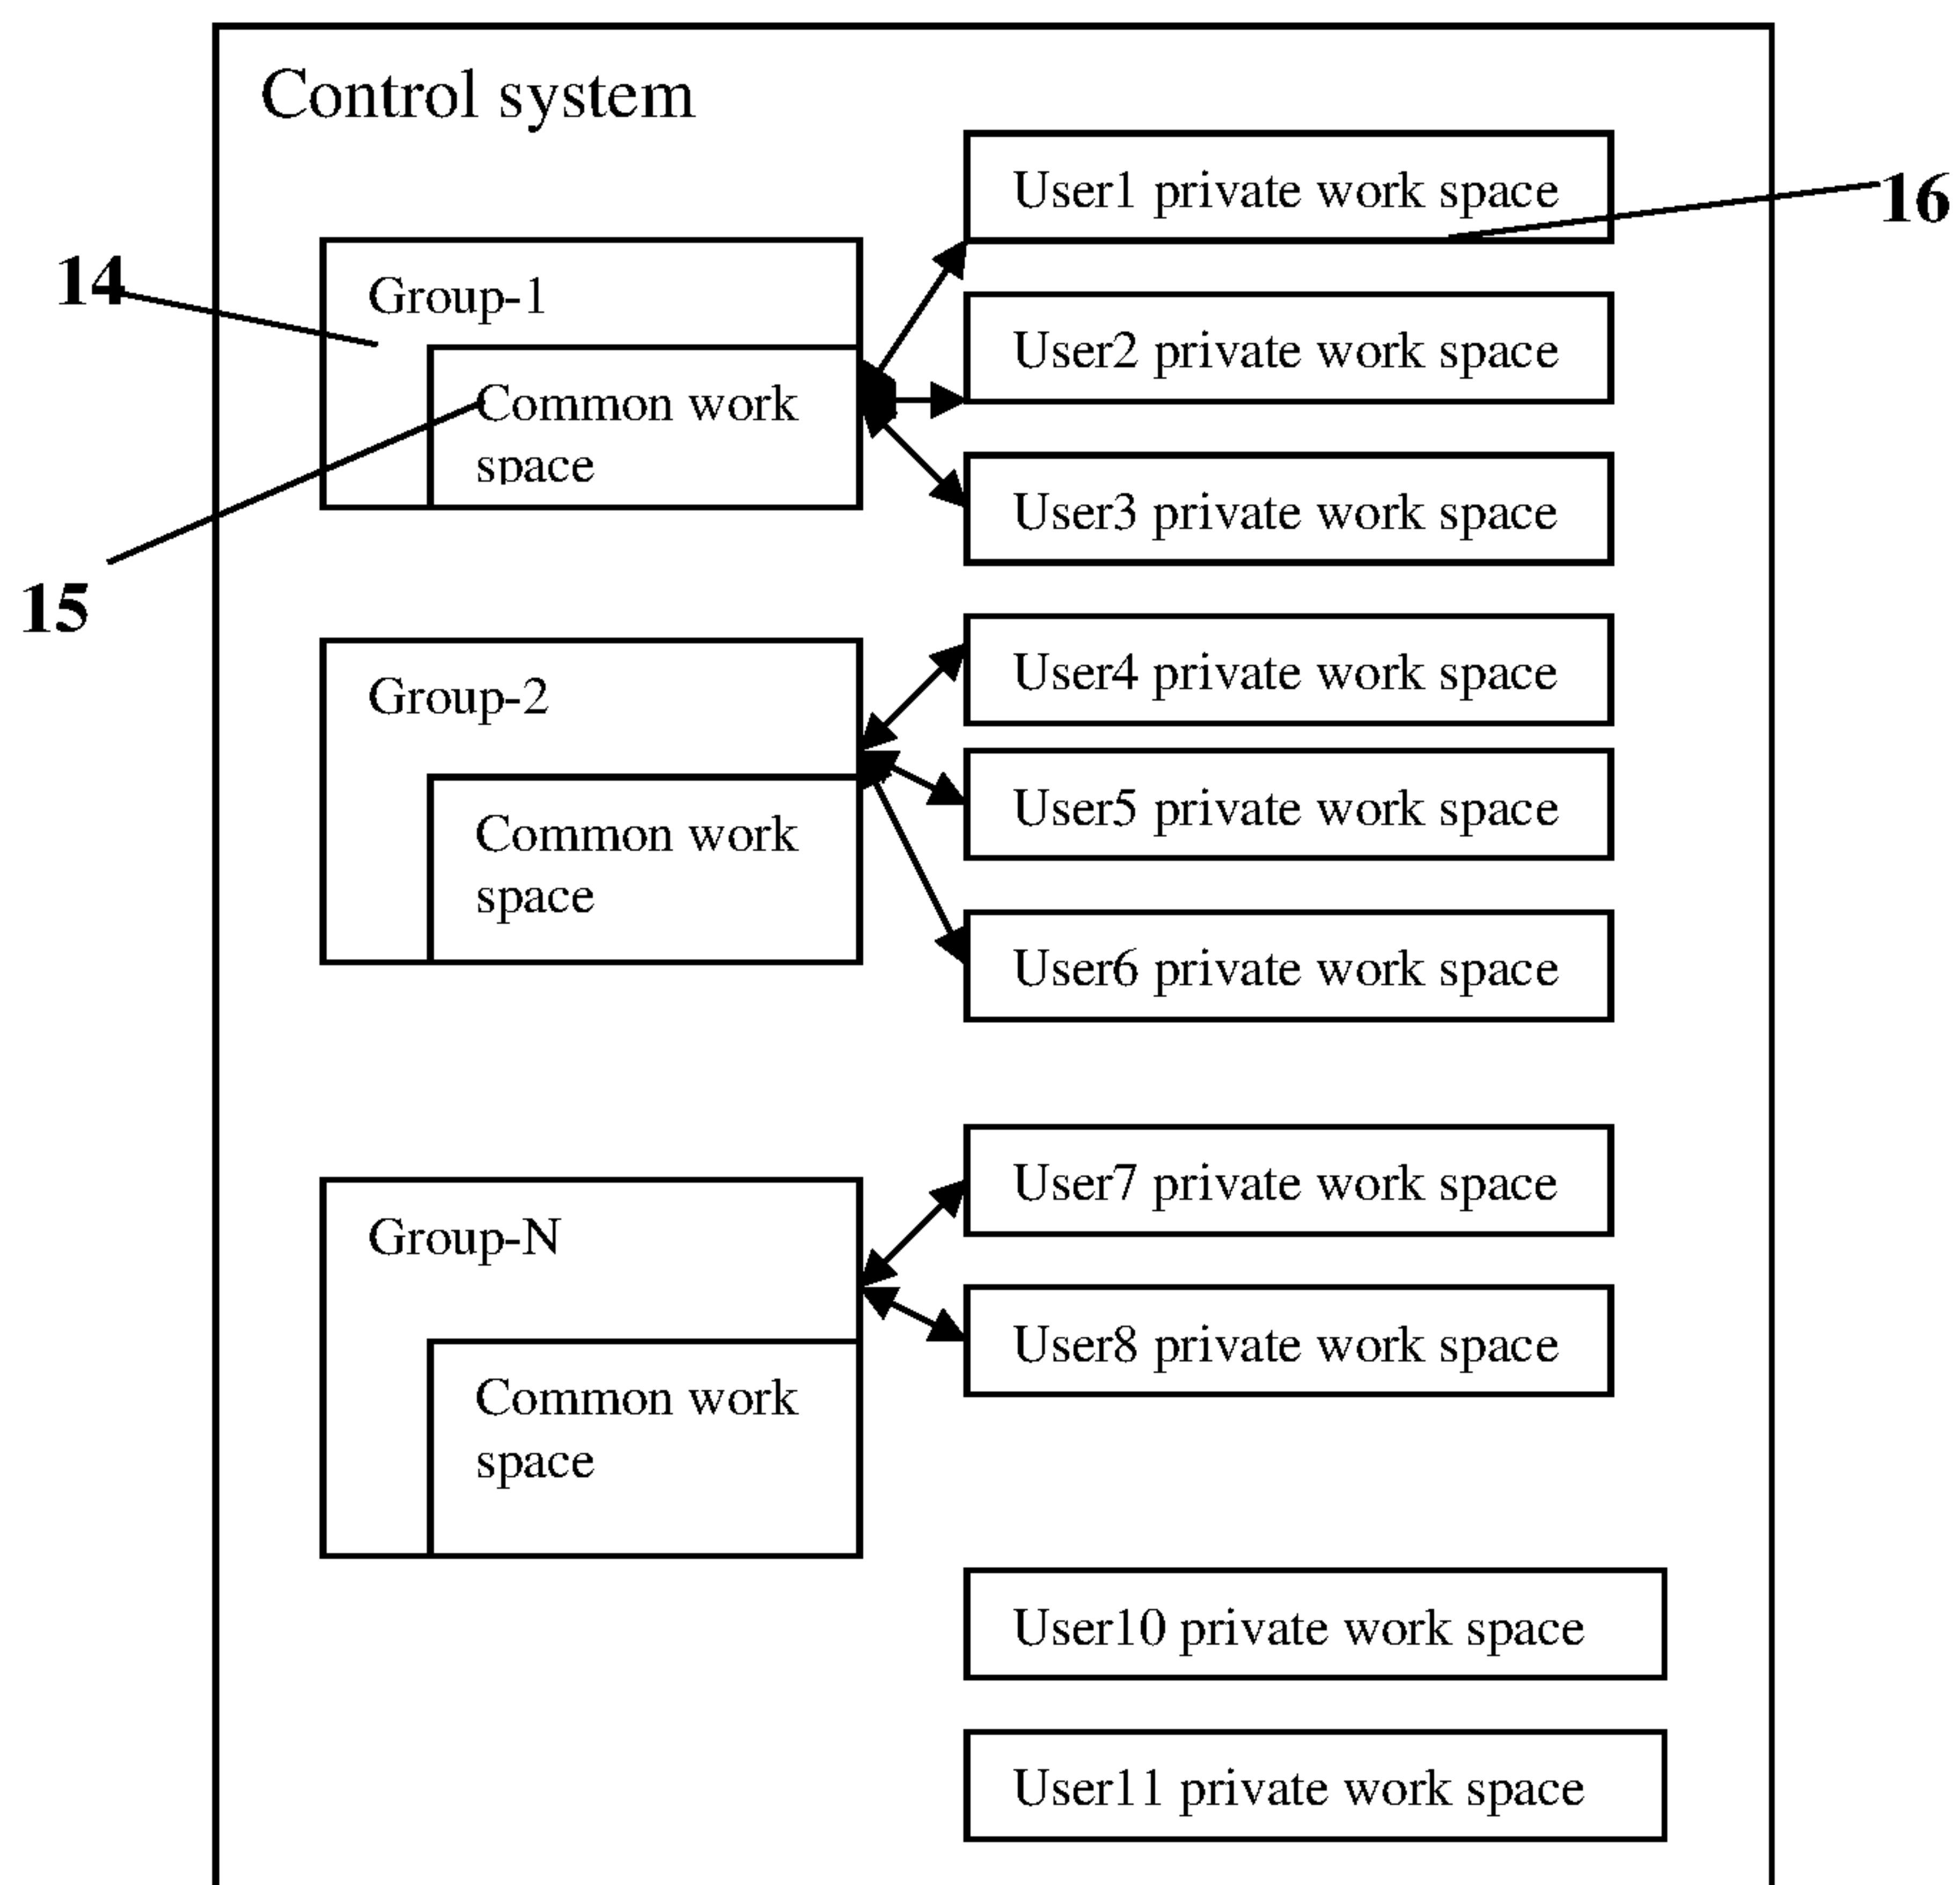 Control system
User1 private work space
16
14
Group-1
User2 private work space
Common work
space
User3 private work space
15
Group-2
User4 private work space
User5 private work space
Common work
space
User6 private work space
User7 private work space
Group-N
User8 private work space
Common work
space
User10 private work space
User11 private work space